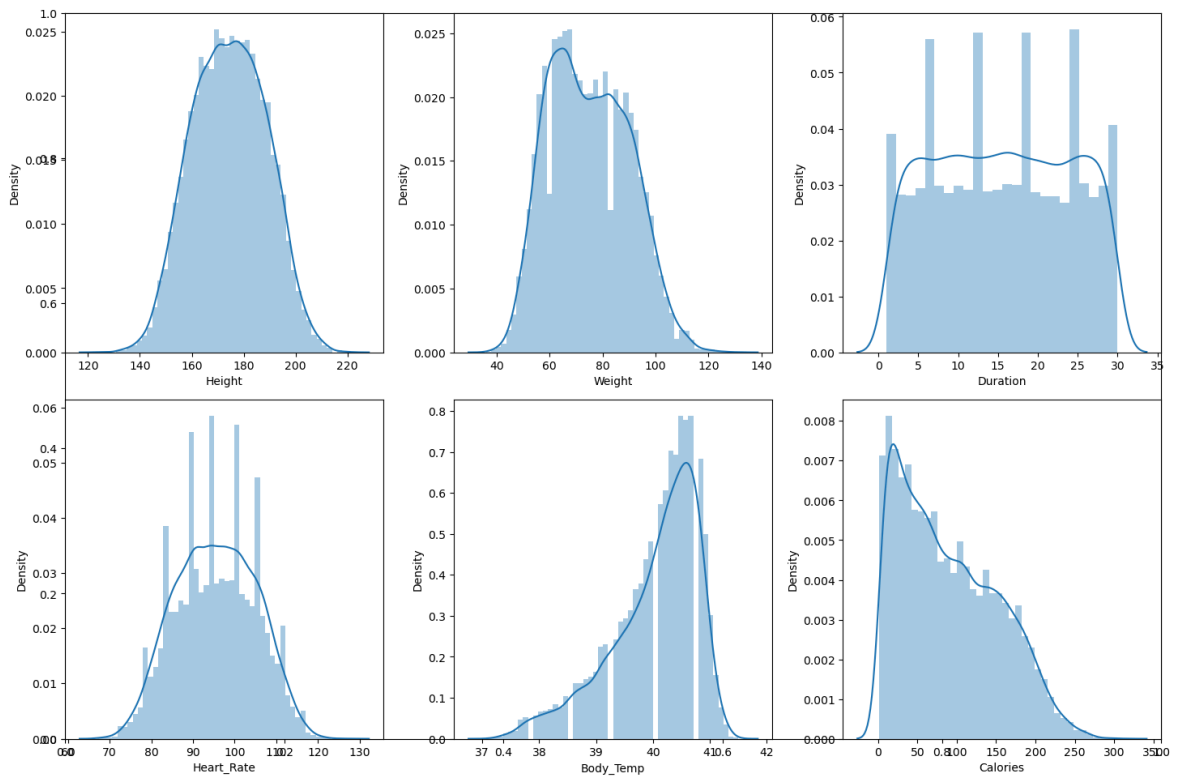 1.0
0.025
0.020
0.015
0.8
0.010
0.005
0.6
0.000
Density
120 140 160 180 200 220
Height
0.025
0.020
0.015
0.010
0.005
0.000
Density
40 60 80 100 120 140
Weight
0.06
0.05
0.04
0.03
0.02
0.01
0.00
Density
0 5 10 15 20 25 30 35
Duration
0.06
0.4
0.05
0.04
0.03
0.2
0.02
0.01
0.00
0.0
Density
0.0 60 70 80 90 100 110 0.2 120 130
Heart_Rate
0.8
0.7
0.6
0.5
0.4
0.3
0.2
0.1
0.0
Density
37 0.4 38 39 40 41 0.6 42
Body_Temp
0.008
0.007
0.006
0.005
0.004
0.003
0.002
0.001
0.000
Density
0 50 0.8 100 150 200 250 300 350 1.0
Calories